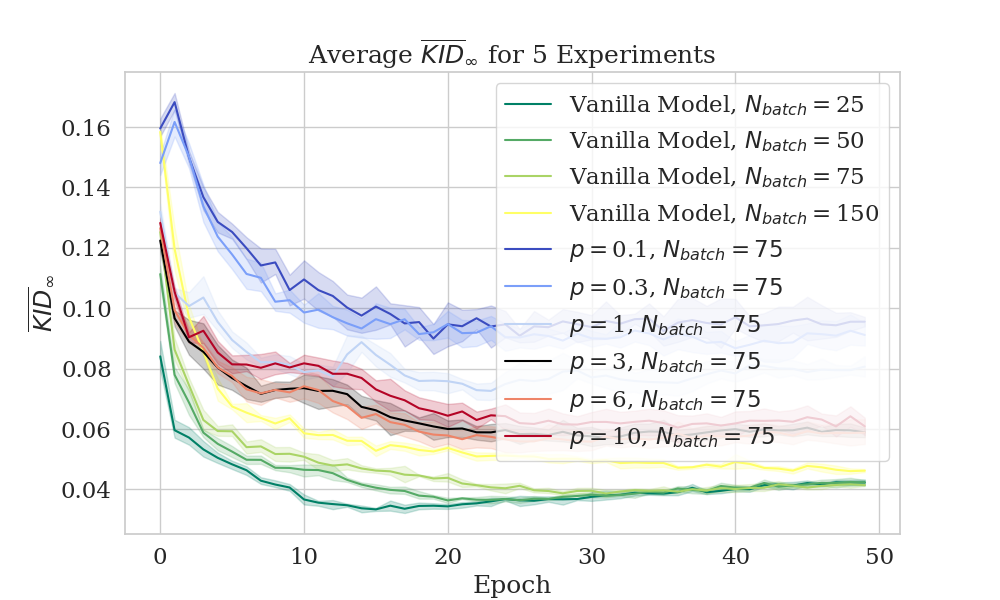 Average $\overline{KID}_\infty$ for 5 Experiments
$\overline{KID}_\infty$
0.16
0.14
0.12
0.10
0.08
0.06
0.04
Vanilla Model, $N_{batch} = 25$
Vanilla Model, $N_{batch} = 50$
Vanilla Model, $N_{batch} = 75$
Vanilla Model, $N_{batch} = 150$
$p = 0.1$, $N_{batch} = 75$
$p = 0.3$, $N_{batch} = 75$
$p = 1$, $N_{batch} = 75$
$p = 3$, $N_{batch} = 75$
$p = 6$, $N_{batch} = 75$
$p = 10$, $N_{batch} = 75$
0 10 20 30 40 50
Epoch